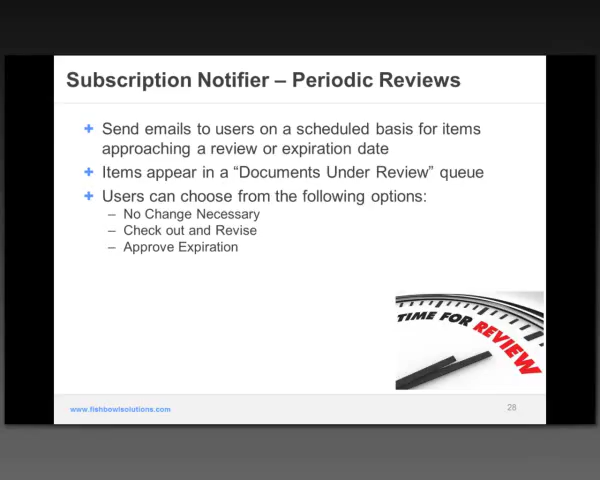 Subscription Notifier – Periodic Reviews
+ Send emails to users on a scheduled basis for items
approaching a review or expiration date
+ Items appear in a “Documents Under Review” queue
+ Users can choose from the following options:
– No Change Necessary
– Check out and Revise
– Approve Expiration
TIME FOR REVIEW
www.fishbowlsolutions.com
28